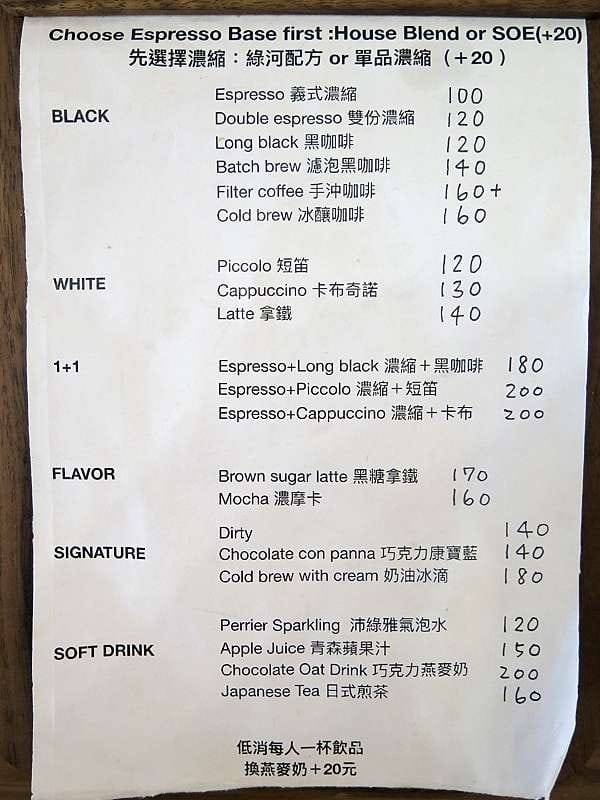 Choose Espresso Base first :House Blend or SOE(+20)
先選擇濃縮：綠河配方 or 單品濃縮（＋20）
BLACK
Espresso 義式濃縮 100
Double espresso 雙份濃縮 120
Long black 黑咖啡 120
Batch brew 濾泡黑咖啡 140
Filter coffee 手沖咖啡 160+
Cold brew 冰釀咖啡 160
WHITE
Piccolo 短笛 120
Cappuccino 卡布奇諾 130
Latte 拿鐵 140
1+1
Espresso+Long black 濃縮＋黑咖啡 180
Espresso+Piccolo 濃縮＋短笛 200
Espresso+Cappuccino 濃縮＋卡布 200
FLAVOR
Brown sugar latte 黑糖拿鐵 170
Mocha 濃摩卡 160
SIGNATURE
Dirty 140
Chocolate con panna 巧克力康寶藍 140
Cold brew with cream 奶油冰滴 180
SOFT DRINK
Perrier Sparkling 沛綠雅氣泡水 120
Apple Juice 青森蘋果汁 150
Chocolate Oat Drink 巧克力燕麥奶 200
Japanese Tea 日式煎茶 160
低消每人一杯飲品
換燕麥奶＋20元